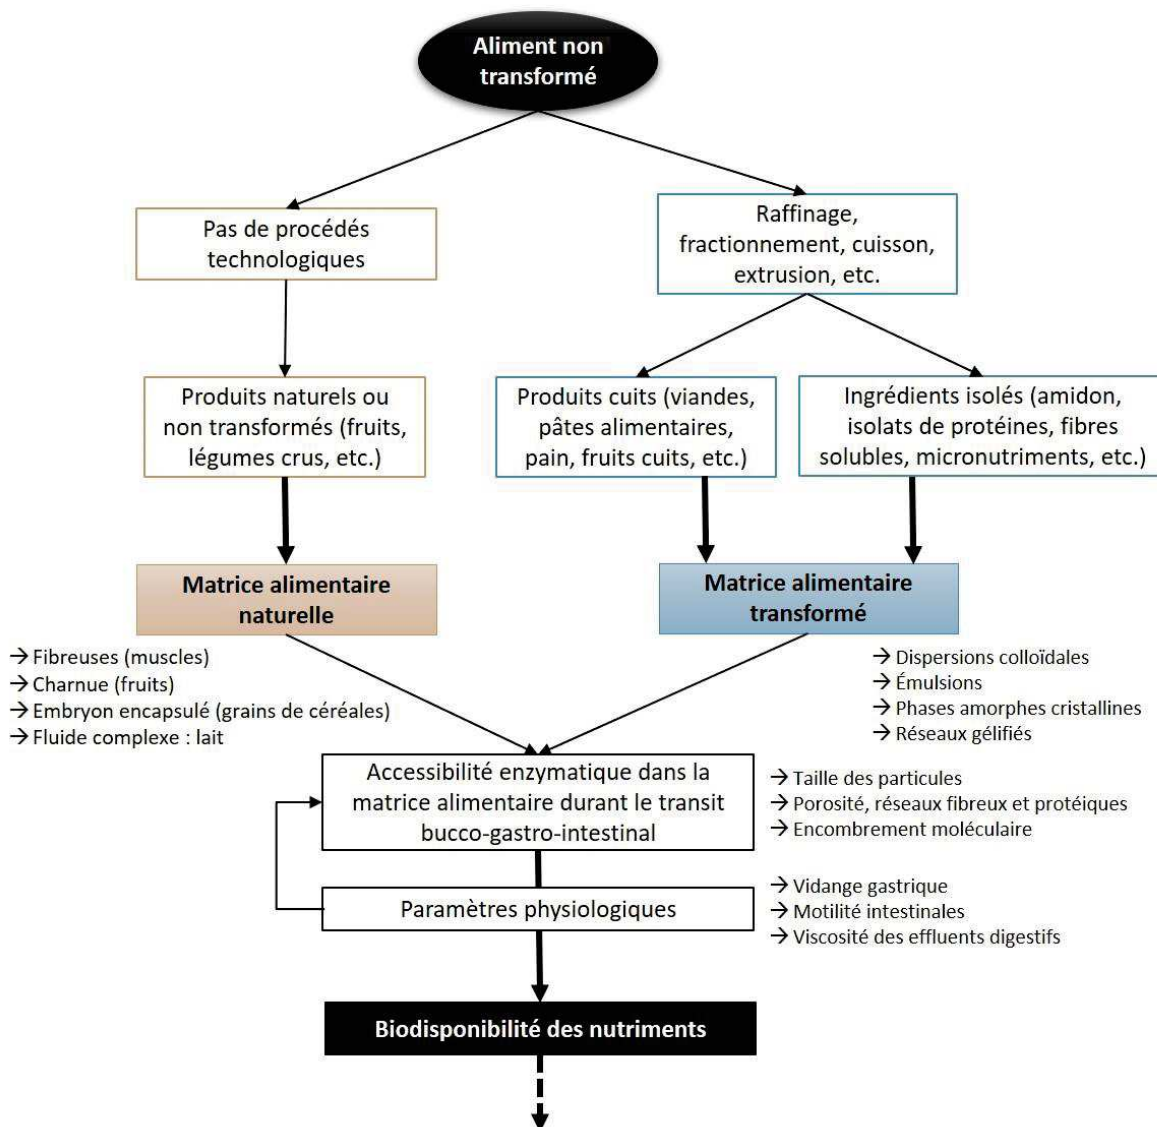 Aliment non
transformé
Pas de procédés
technologiques
Raffinage,
fractionnement, cuisson,
extrusion, etc.
Produits naturels ou
non transformés (fruits,
légumes crus, etc.)
Produits cuits (viandes,
pâtes alimentaires,
pain, fruits cuits, etc.)
Ingrédients isolés (amidon,
isolats de protéines, fibres
solubles, micronutriments, etc.)
Matrice alimentaire
naturelle
Matrice alimentaire
transformé
→ Fibreuses (muscles)
→ Charnue (fruits)
→ Embryon encapsulé (grains de céréales)
→ Fluide complexe : lait
→ Dispersions colloïdales
→ Émulsions
→ Phases amorphes cristallines
→ Réseaux gélifiés
Accessibilité enzymatique dans la
matrice alimentaire durant le transit
bucco-gastro-intestinal
→ Taille des particules
→ Porosité, réseaux fibreux et protéiques
→ Encombrement moléculaire
Paramètres physiologiques
→ Vidange gastrique
→ Motilité intestinales
→ Viscosité des effluents digestifs
Biodisponibilité des nutriments